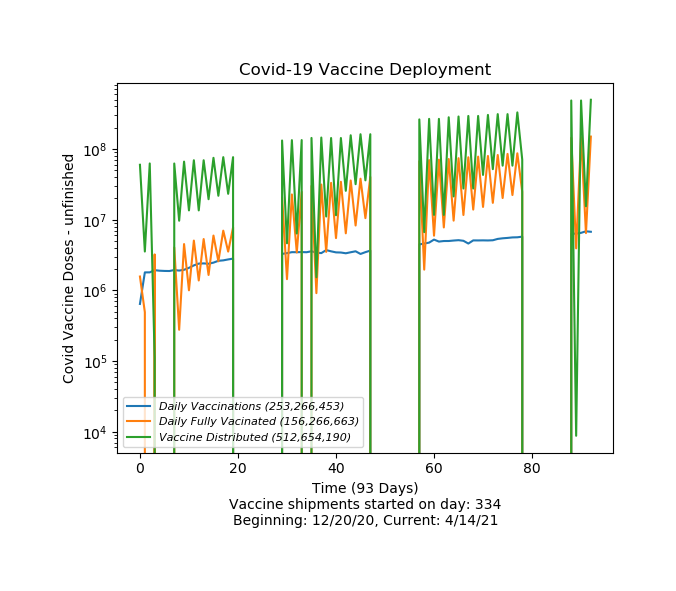 Covid-19 Vaccine Deployment
Covid Vaccine Doses - unfinished
10^8
10^7
10^6
10^5
10^4
Daily Vaccinations (253,266,453)
Daily Fully Vacinated (156,266,663)
Vaccine Distributed (512,654,190)
0 20 40 60 80
Time (93 Days)
Vaccine shipments started on day: 334
Beginning: 12/20/20, Current: 4/14/21